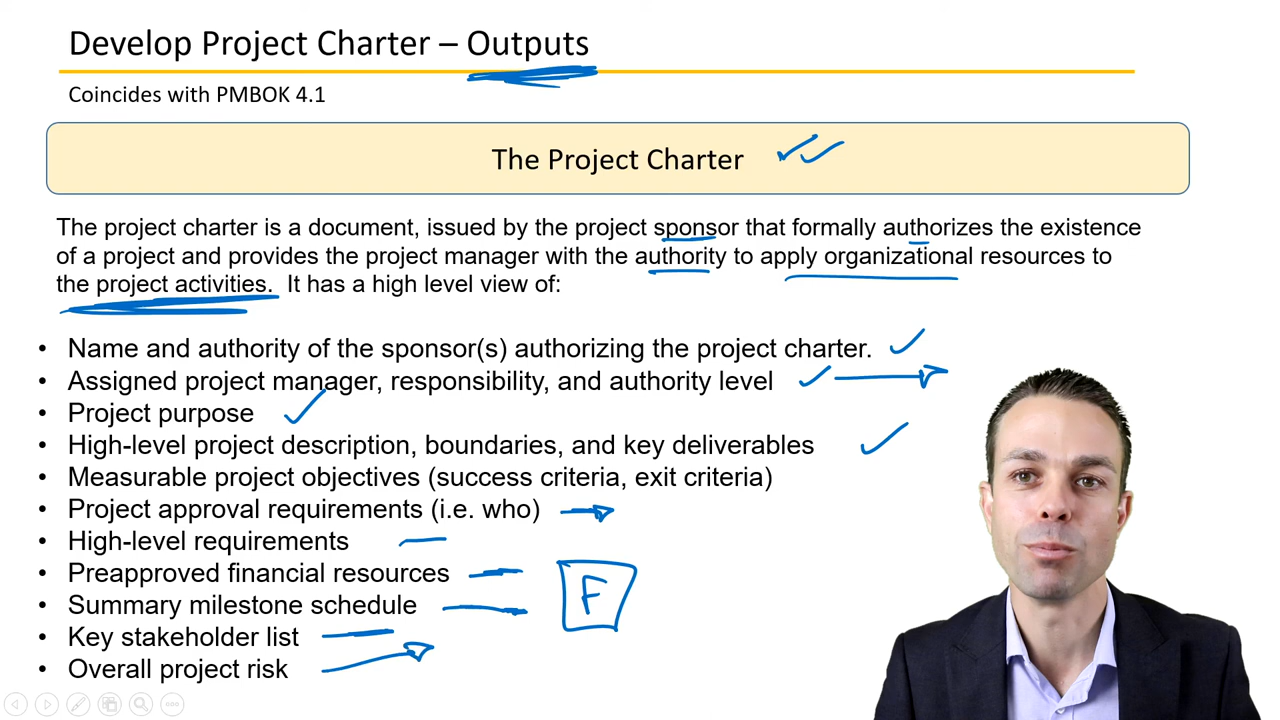 Develop Project Charter – Outputs
Coincides with PMBOK 4.1
The Project Charter
The project charter is a document, issued by the project sponsor that formally authorizes the existence
of a project and provides the project manager with the authority to apply organizational resources to
the project activities. It has a high level view of:
• Name and authority of the sponsor(s) authorizing the project charter.
• Assigned project manager, responsibility, and authority level
• Project purpose
• High-level project description, boundaries, and key deliverables
• Measurable project objectives (success criteria, exit criteria)
• Project approval requirements (i.e. who)
• High-level requirements
• Preapproved financial resources
• Summary milestone schedule
F
• Key stakeholder list
• Overall project risk